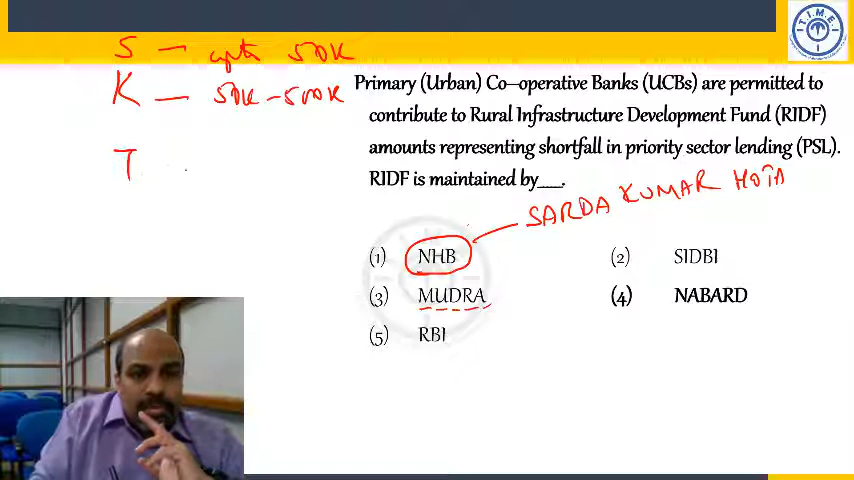 T.I.M.E.
S — upto 50K
K — 50K-500K
T
Primary (Urban) Co-operative Banks (UCBs) are permitted to
contribute to Rural Infrastructure Development Fund (RIDF)
amounts representing shortfall in priority sector lending (PSL).
RIDF is maintained by___.
SARDA KUMAR HOTA
(1) NHB (2) SIDBI
(3) MUDRA (4) NABARD
(5) RBI